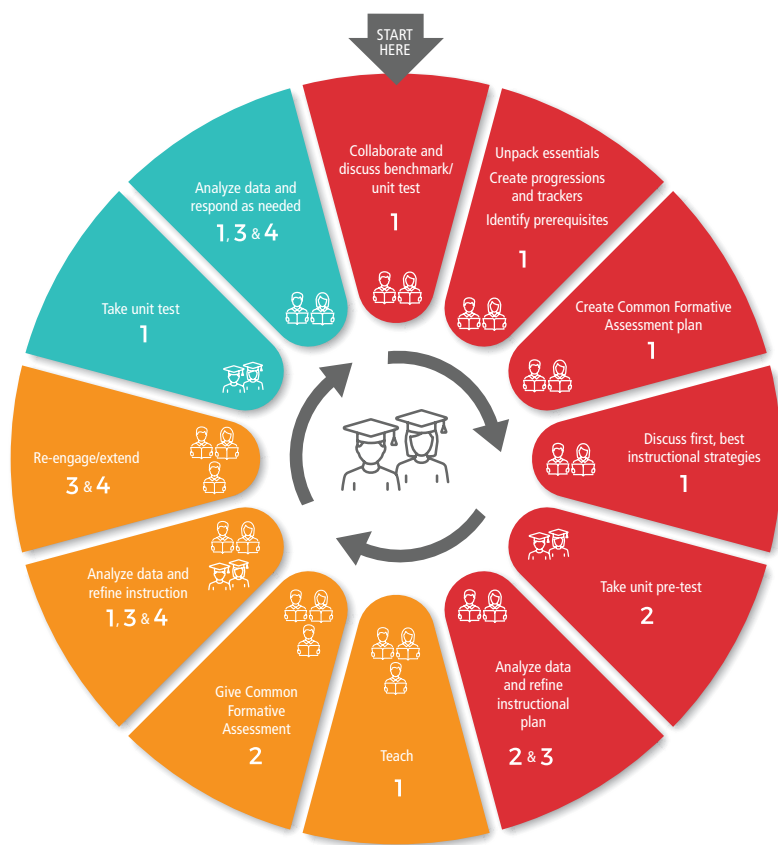 START
HERE
Collaborate and
discuss benchmark/
unit test
1
Unpack essentials
Create progressions
and trackers
Identify prerequisites
1
Create Common Formative
Assessment plan
1
Discuss first, best
instructional strategies
1
Take unit pre-test
2
Analyze data
and refine
instructional
plan
2 & 3
Teach
1
Give Common
Formative
Assessment
2
Analyze data and
refine instruction
1, 3 & 4
Re-engage/extend
3 & 4
Take unit test
1
Analyze data and
respond as needed
1, 3 & 4